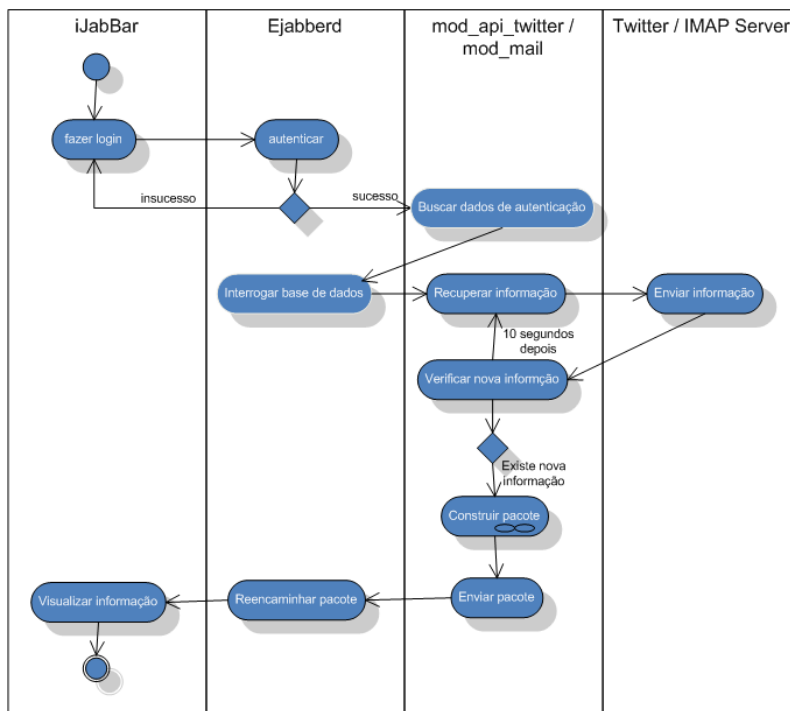 iJabBar
Ejabberd
mod_api_twitter /
mod_mail
Twitter / IMAP Server
fazer login
autenticar
insucesso
sucesso
Buscar dados de autenticação
Interrogar base de dados
Recuperar informação
Enviar informação
10 segundos
depois
Verificar nova informção
Existe nova
informação
Construir pacote
Visualizar informação
Reencaminhar pacote
Enviar pacote